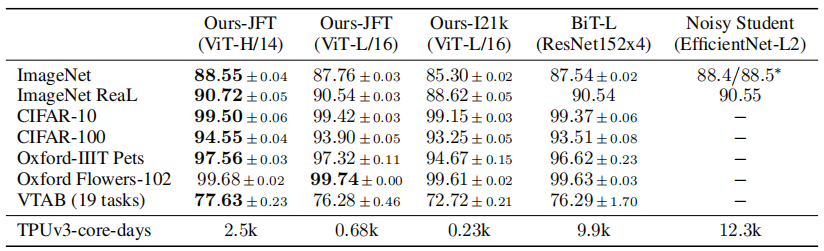 Ours-JFT Ours-JFT Ours-I21k BiT-L Noisy Student
(ViT-H/14) (ViT-L/16) (ViT-L/16) (ResNet152x4) (EfficientNet-L2)
ImageNet 88.55 ± 0.04 87.76 ± 0.03 85.30 ± 0.02 87.54 ± 0.02 88.4/88.5*
ImageNet ReaL 90.72 ± 0.05 90.54 ± 0.03 88.62 ± 0.05 90.54 90.55
CIFAR-10 99.50 ± 0.06 99.42 ± 0.03 99.15 ± 0.03 99.37 ± 0.06 −
CIFAR-100 94.55 ± 0.04 93.90 ± 0.05 93.25 ± 0.05 93.51 ± 0.08 −
Oxford-IIIT Pets 97.56 ± 0.03 97.32 ± 0.11 94.67 ± 0.15 96.62 ± 0.23 −
Oxford Flowers-102 99.68 ± 0.02 99.74 ± 0.00 99.61 ± 0.02 99.63 ± 0.03 −
VTAB (19 tasks) 77.63 ± 0.23 76.28 ± 0.46 72.72 ± 0.21 76.29 ± 1.70 −
TPUv3-core-days 2.5k 0.68k 0.23k 9.9k 12.3k